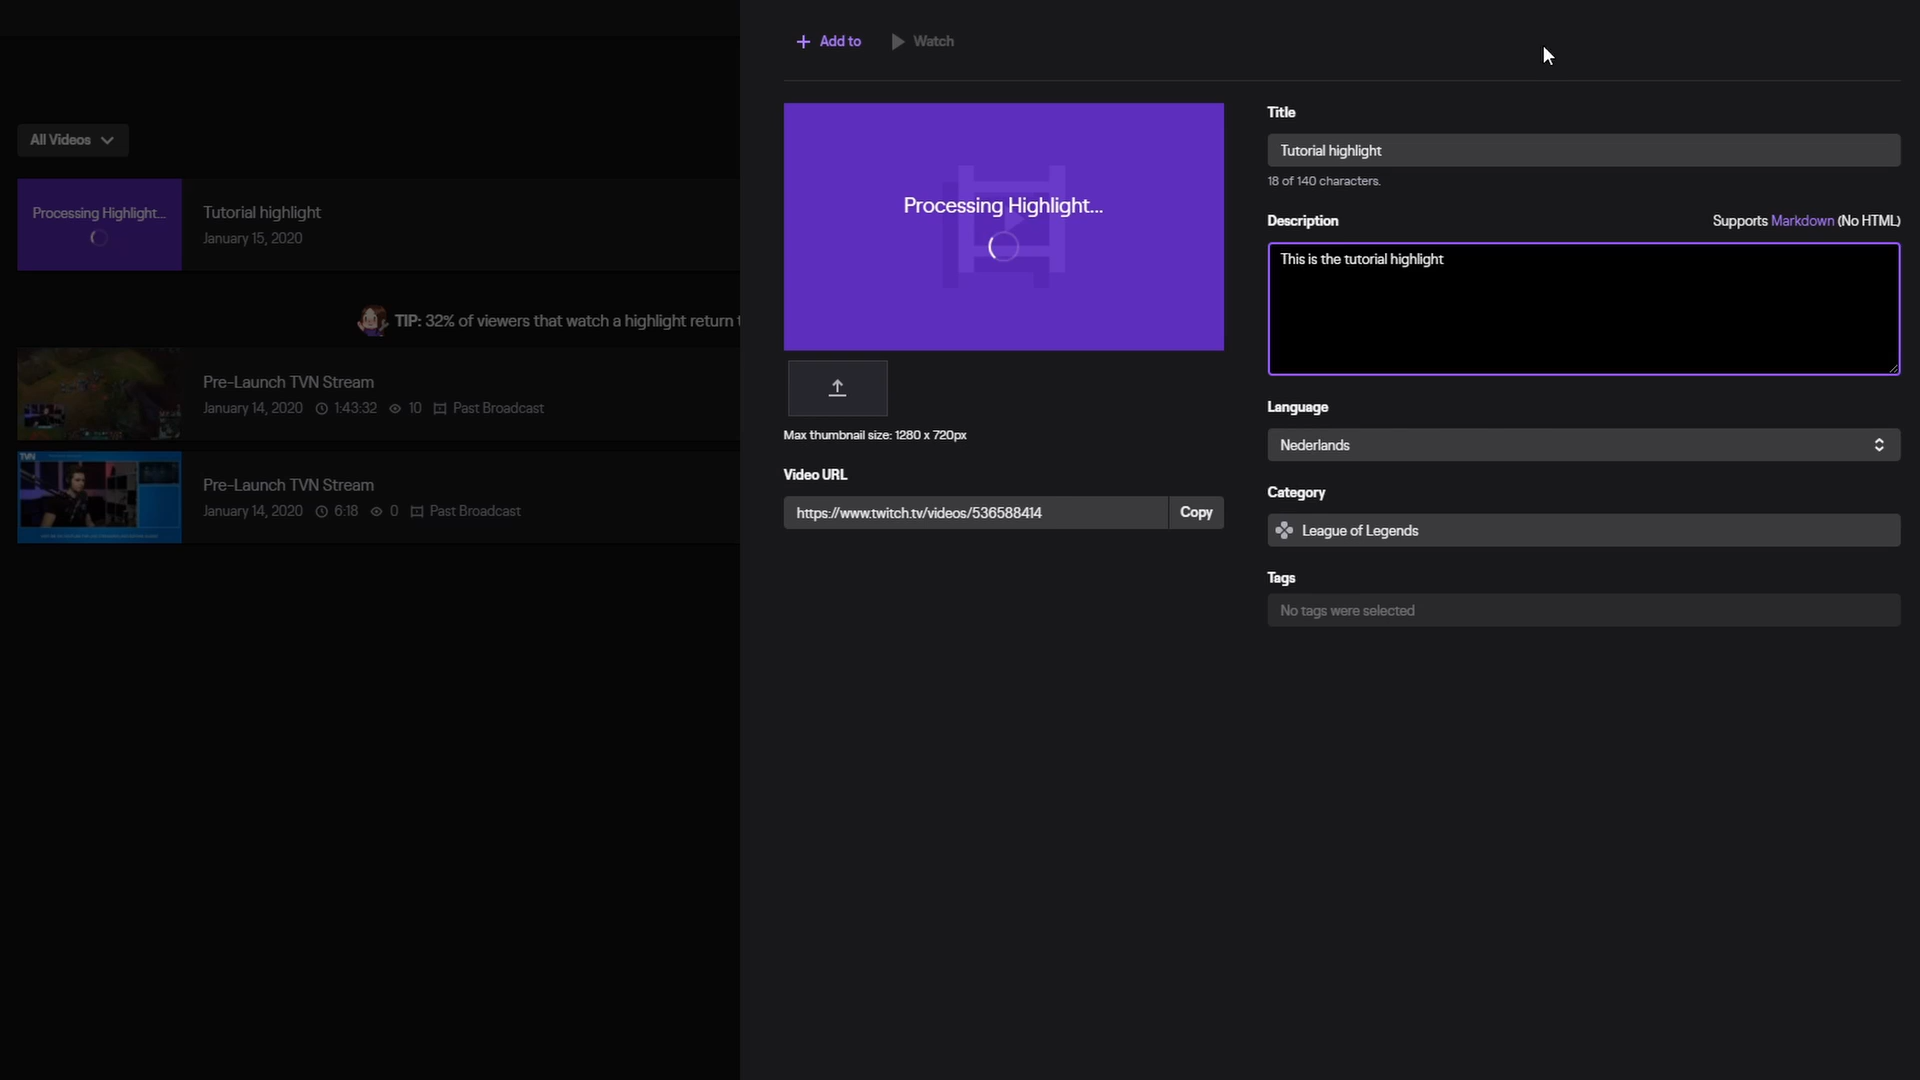 Add to
Watch
All Videos
Processing Highlight...
Tutorial highlight
January 15, 2020
TIP: 32% of viewers that watch a highlight return t
Pre-Launch TVN Stream
January 14, 2020 1:43:32 10 Past Broadcast
TVN
Pre-Launch TVN Stream
January 14, 2020 6:18 0 Past Broadcast
Processing Highlight...
Max thumbnail size: 1280 x 720px
Video URL
https://www.twitch.tv/videos/536588414 Copy
Title
Tutorial highlight
18 of 140 characters.
Description Supports Markdown (No HTML)
This is the tutorial highlight
Language
Nederlands
Category
League of Legends
Tags
No tags were selected